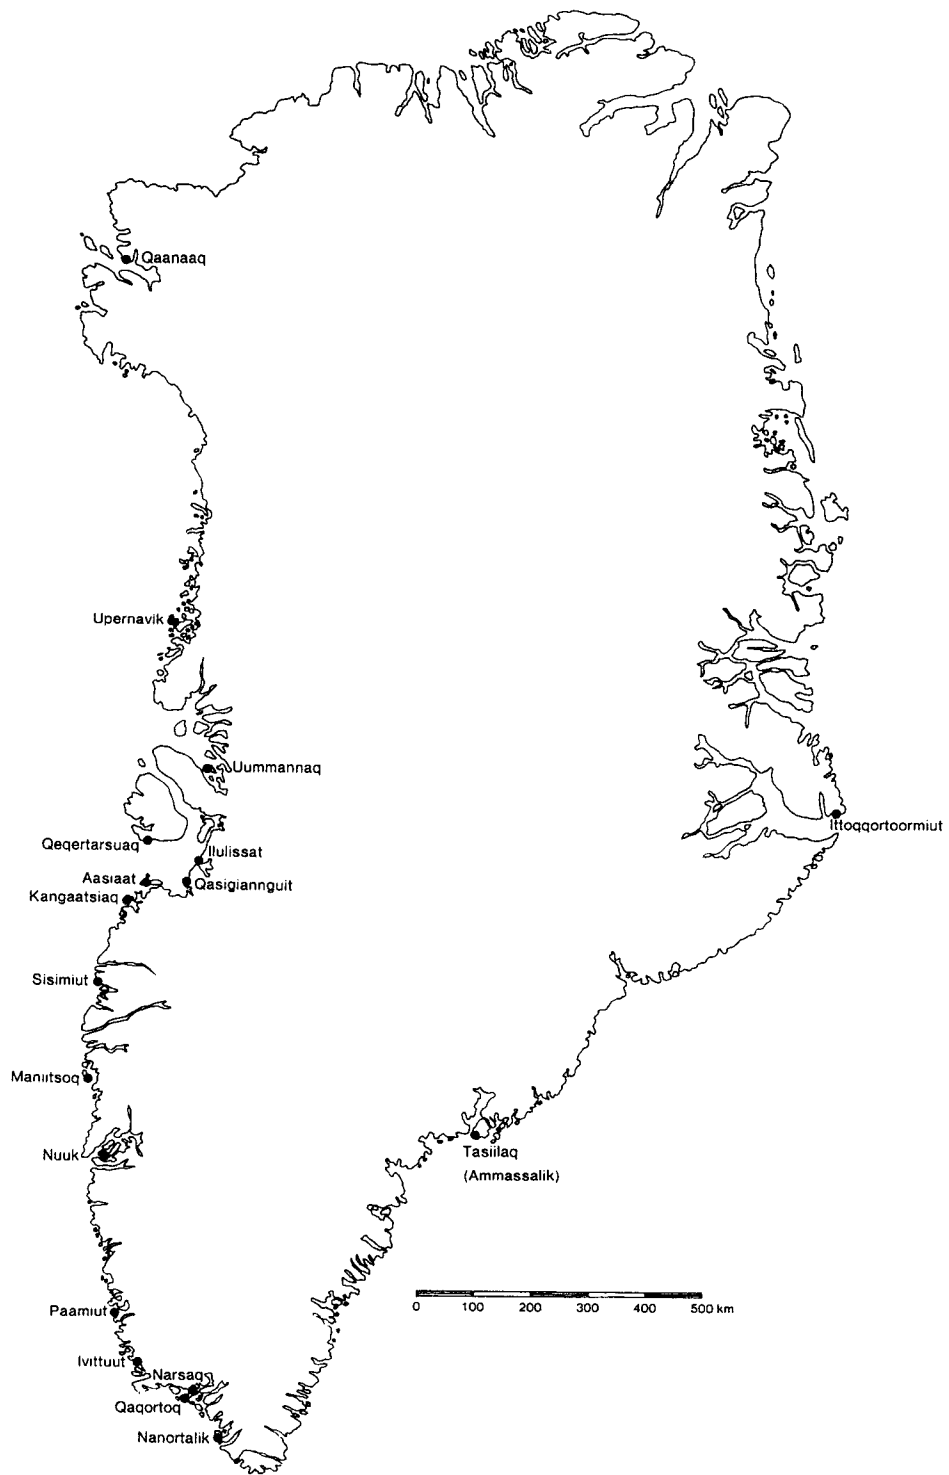 Qaanaaq
Upernavik
Uummannaq
Ittoqqortoormiut
Qeqertarsuaq
Ilulissat
Aasiaat
Qasigiannguit
Kangaatsiaq
Sisimiut
Maniitsoq
Nuuk
Tasiilaq
(Ammassalik)
0 100 200 300 400 500 km
Paamiut
Ivittuut
Narsaq
Qaqortoq
Nanortalik